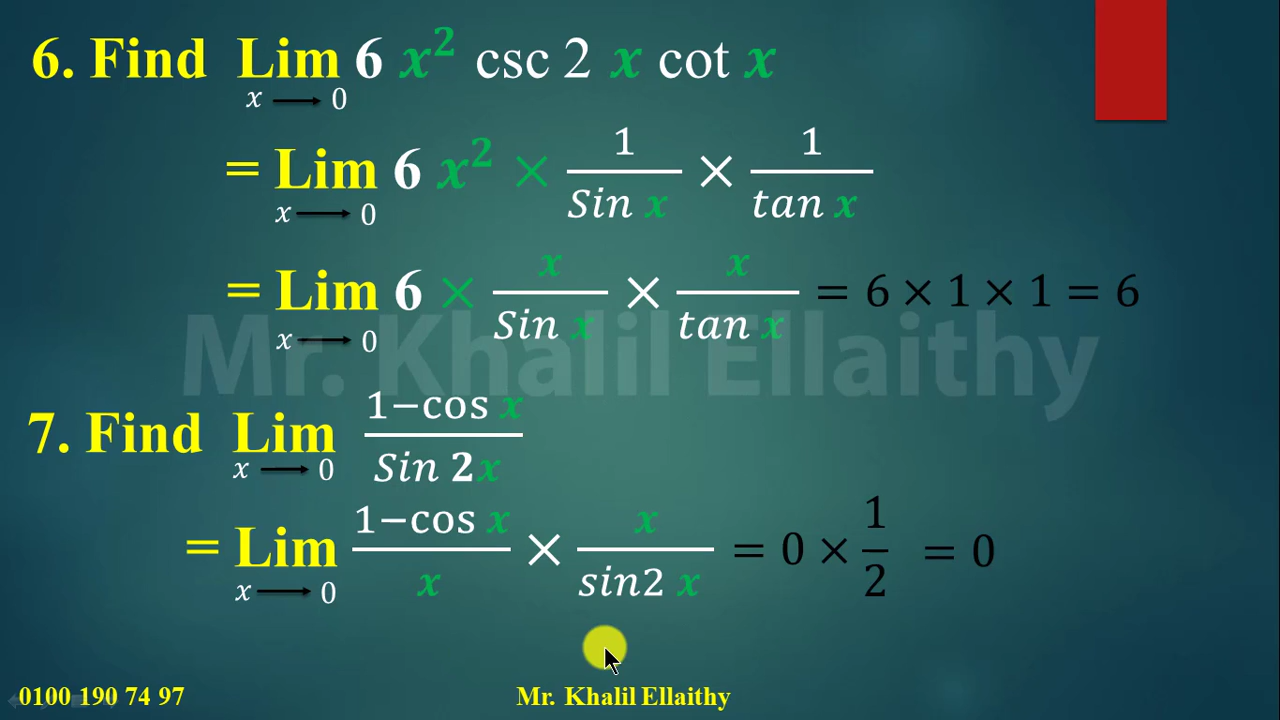 6. Find Lim x→0 6 x² csc 2 x cot x
= Lim x→0 6 x² × 1/Sin x × 1/tan x
= Lim x→0 6 × x/Sin x × x/tan x = 6 × 1 × 1 = 6
Mr. Khalil Ellaithy
7. Find Lim x→0 1−cos x/Sin 2x
= Lim x→0 1−cos x/x × x/sin2 x = 0 × 1/2 = 0
0100 190 74 97
Mr. Khalil Ellaithy